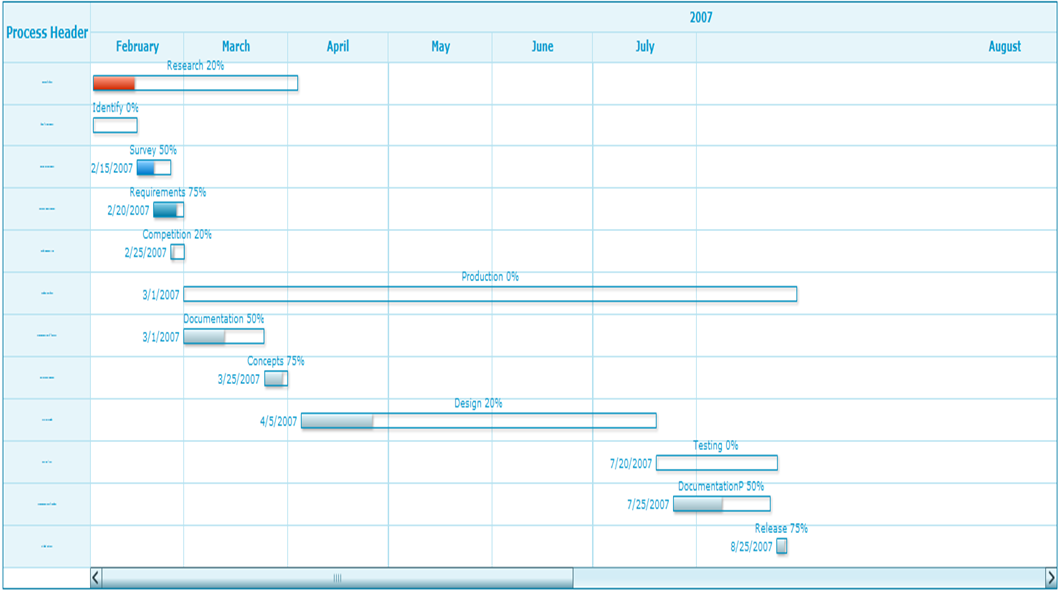 2007
Process Header
February March April May June July August
Research 20%
Identify 0%
Survey 50%
2/15/2007
Requirements 75%
2/20/2007
Competition 20%
2/25/2007
Production 0%
3/1/2007
Documentation 50%
3/1/2007
Concepts 75%
3/25/2007
Design 20%
4/5/2007
Testing 0%
7/20/2007
DocumentationP 50%
7/25/2007
Release 75%
8/25/2007